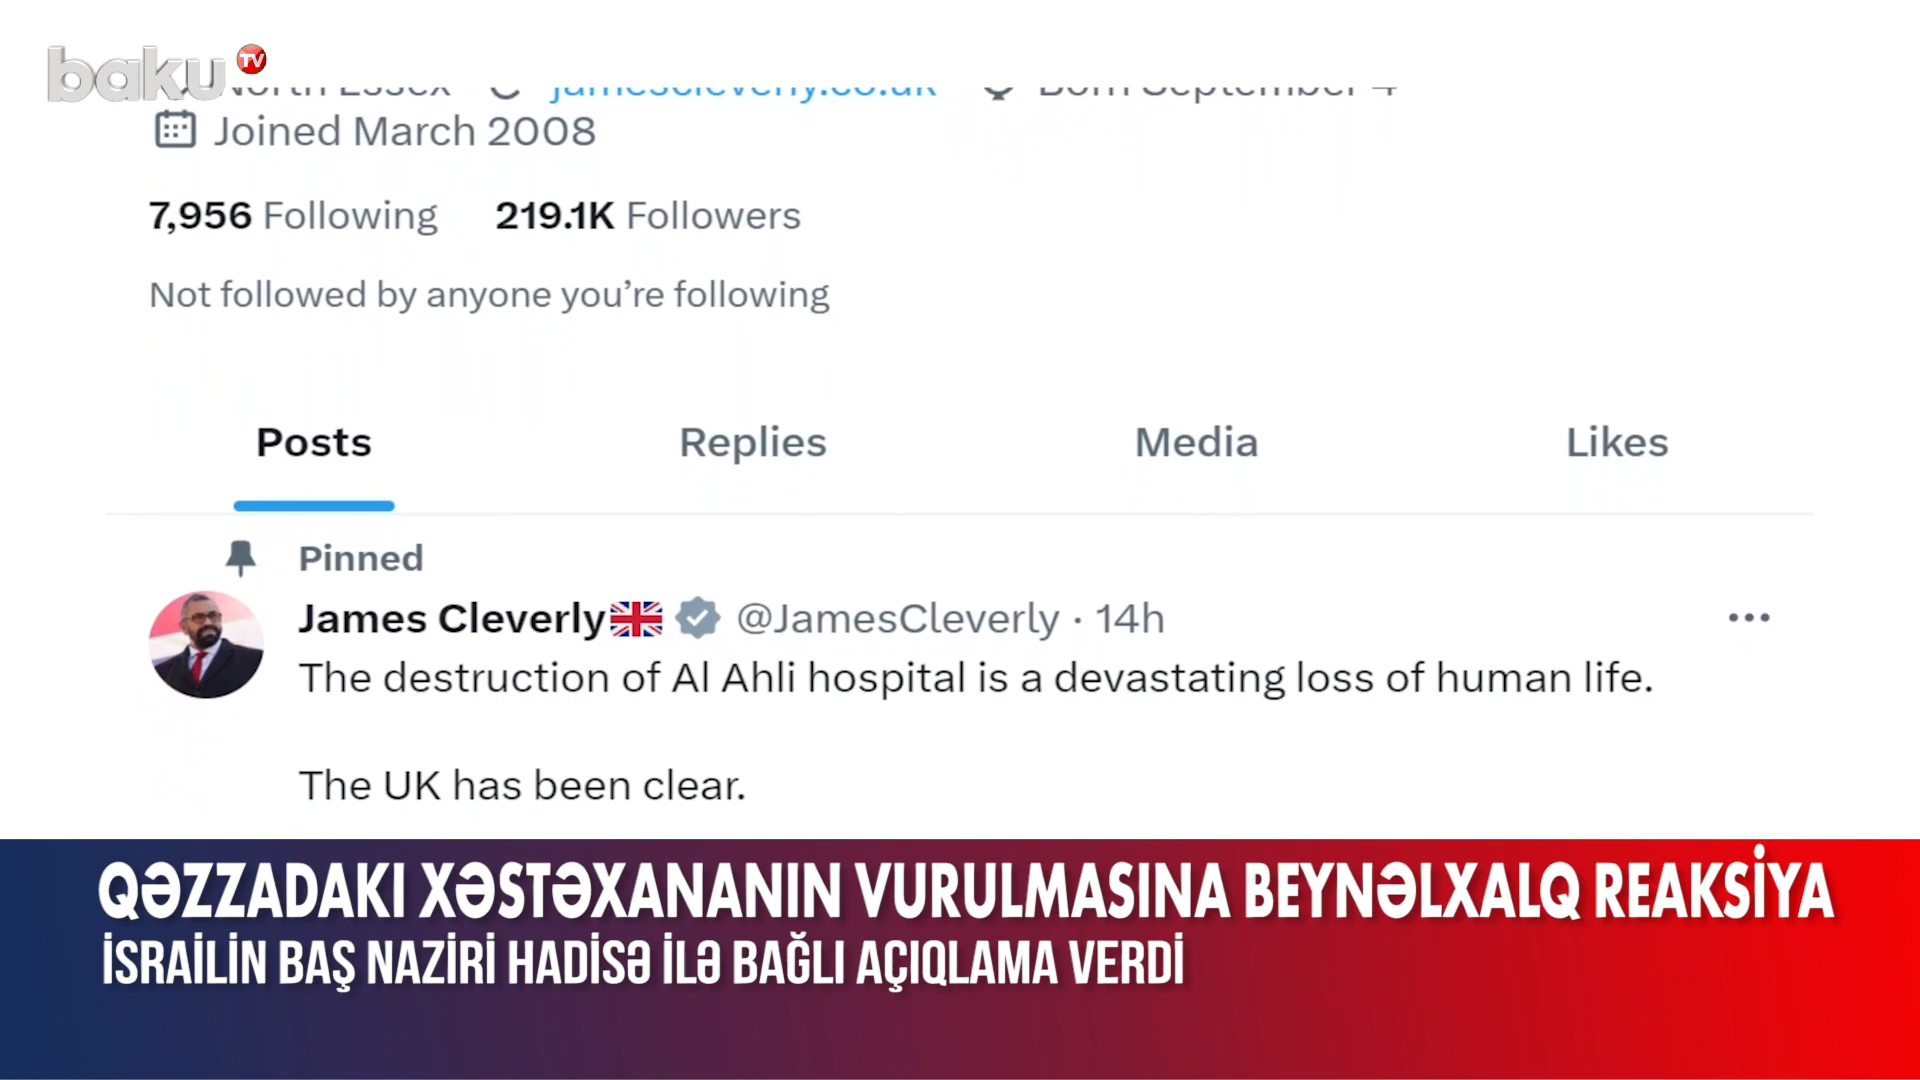 baku TV
North Essex jamescleverly.co.uk Born September 4
Joined March 2008
7,956 Following 219.1K Followers
Not followed by anyone you’re following
Posts Replies Media Likes
Pinned
James Cleverly @JamesCleverly · 14h
The destruction of Al Ahli hospital is a devastating loss of human life.
The UK has been clear.
QƏZZADAKI XƏSTƏXANANIN VURULMASINA BEYNƏLXALQ REAKSİYA
İSRAİLİN BAŞ NAZİRİ HADİSƏ İLƏ BAĞLI AÇIQLAMA VERDİ